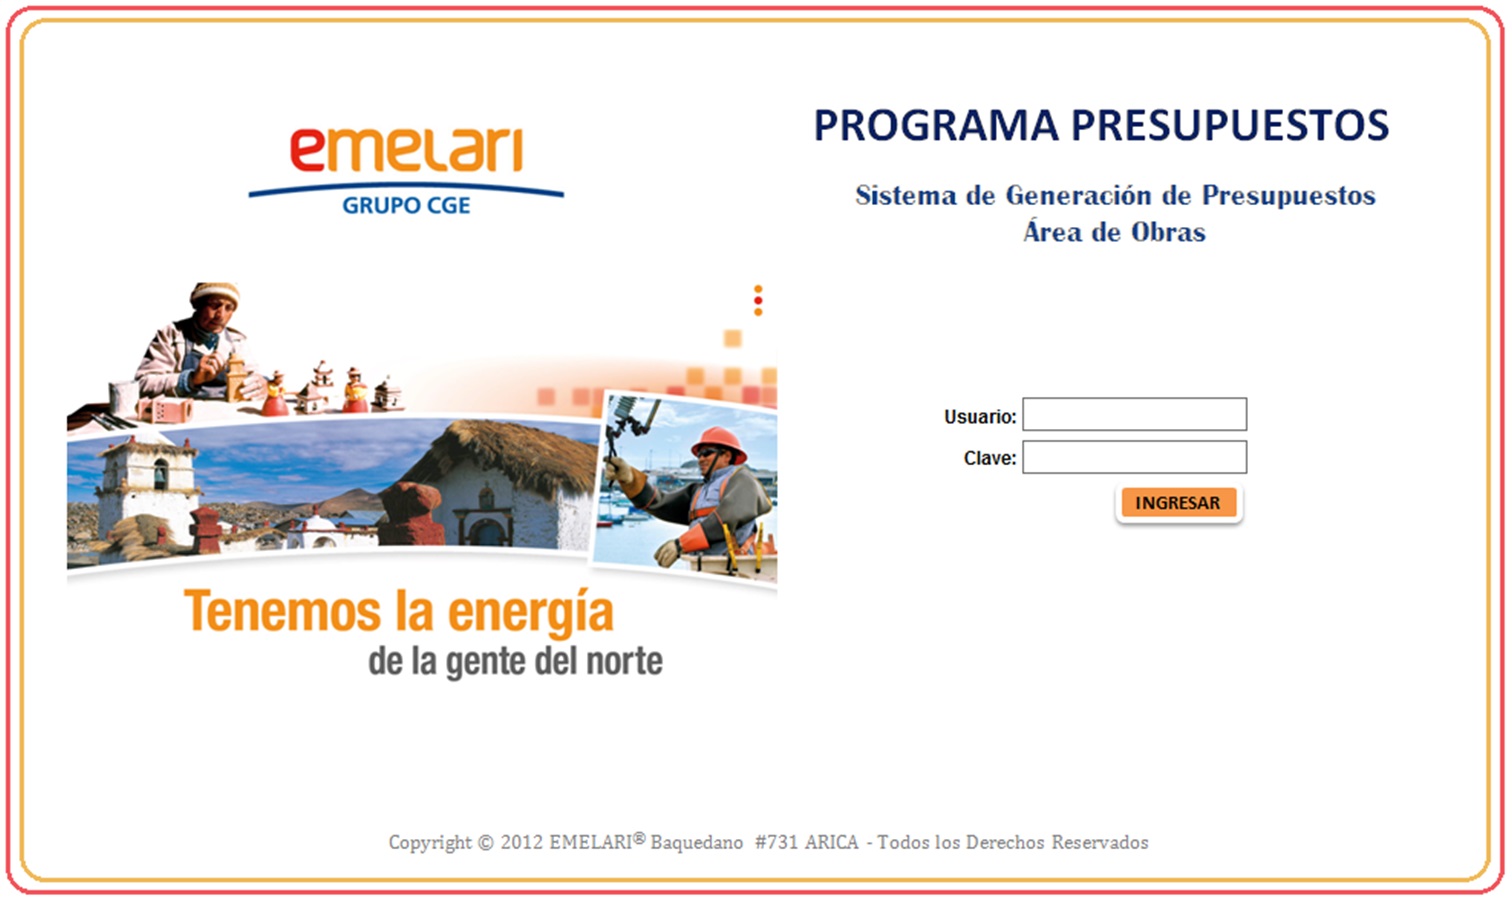 emelari
GRUPO CGE
PROGRAMA PRESUPUESTOS
Sistema de Generación de Presupuestos
Área de Obras
Usuario:
Clave:
INGRESAR
Tenemos la energía
de la gente del norte
Copyright © 2012 EMELARI® Baquedano #731 ARICA - Todos los Derechos Reservados